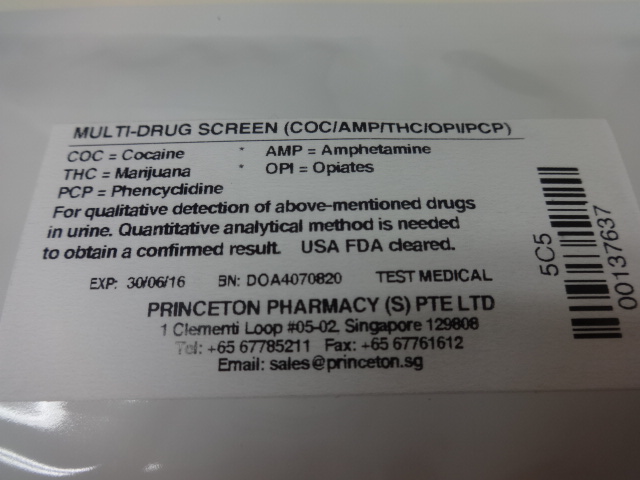 MULTI-DRUG SCREEN (COC/AMP/THC/OPI/PCP)
COC = Cocaine * AMP = Amphetamine
THC = Marijuana * OPI = Opiates
PCP = Phencyclidine
For qualitative detection of above-mentioned drugs
in urine. Quantitative analytical method is needed
to obtain a confirmed result. USA FDA cleared.
EXP: 30/06/16 BN: DOA4070820 TEST MEDICAL
PRINCETON PHARMACY (S) PTE LTD
1 Clementi Loop #05-02, Singapore 129808
Tel: +65 67785211 Fax: +65 67761612
Email: sales@princeton.sg
5C5
00137637